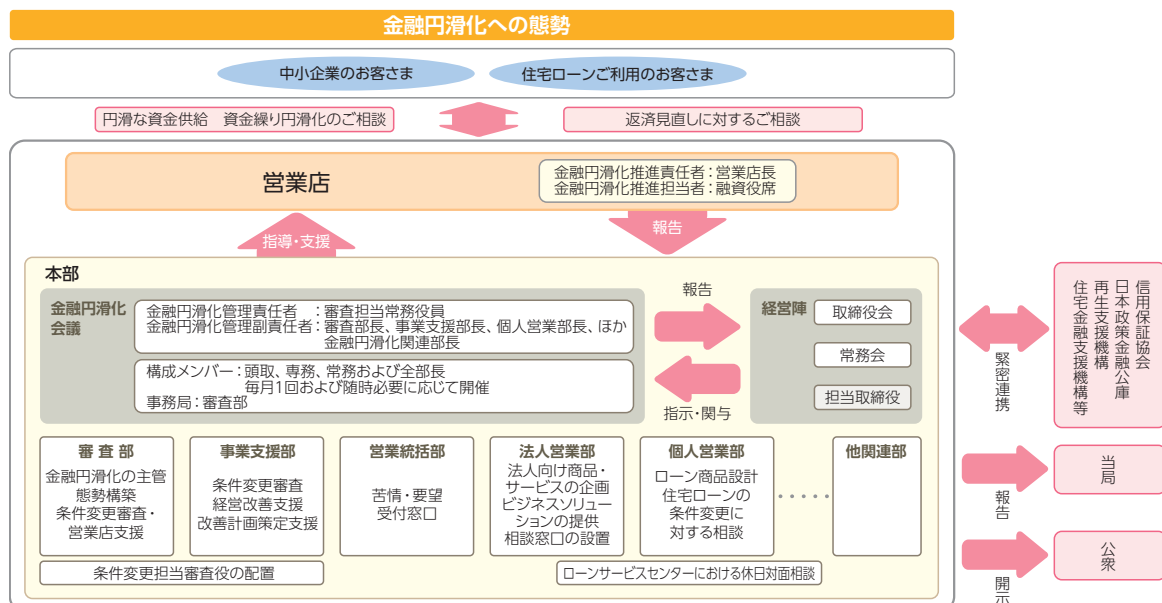 金融円滑化への態勢
中小企業のお客さま
住宅ローンご利用のお客さま
円滑な資金供給　資金繰り円滑化のご相談
返済見直しに対するご相談
営業店
金融円滑化推進責任者：営業店長
金融円滑化推進担当者：融資役席
指導・支援
報告
本部
金融円滑化
会議
金融円滑化管理責任者　：審査担当常務役員
金融円滑化管理副責任者：審査部長、事業支援部長、個人営業部長、ほか
金融円滑化関連部長
構成メンバー：頭取、専務、常務および全部長
毎月1回および随時必要に応じて開催
事務局：審査部
報告
指示・関与
経営陣
取締役会
常務会
担当取締役
審査部
金融円滑化の主管
態勢構築
条件変更審査・
営業店支援
事業支援部
条件変更審査
経営改善支援
改善計画策定支援
営業統括部
苦情・要望
受付窓口
法人営業部
法人向け商品・
サービスの企画
ビジネスソリュー
ションの提供
相談窓口の設置
個人営業部
ローン商品設計
住宅ローンの
条件変更に
対する相談
・・・・・
他関連部
条件変更担当審査役の配置
ローンサービスセンターにおける休日対面相談
緊密連携
信用保証協会
日本政策金融公庫
再生支援機構
住宅金融支援機構等
報告
当局
開示
公衆